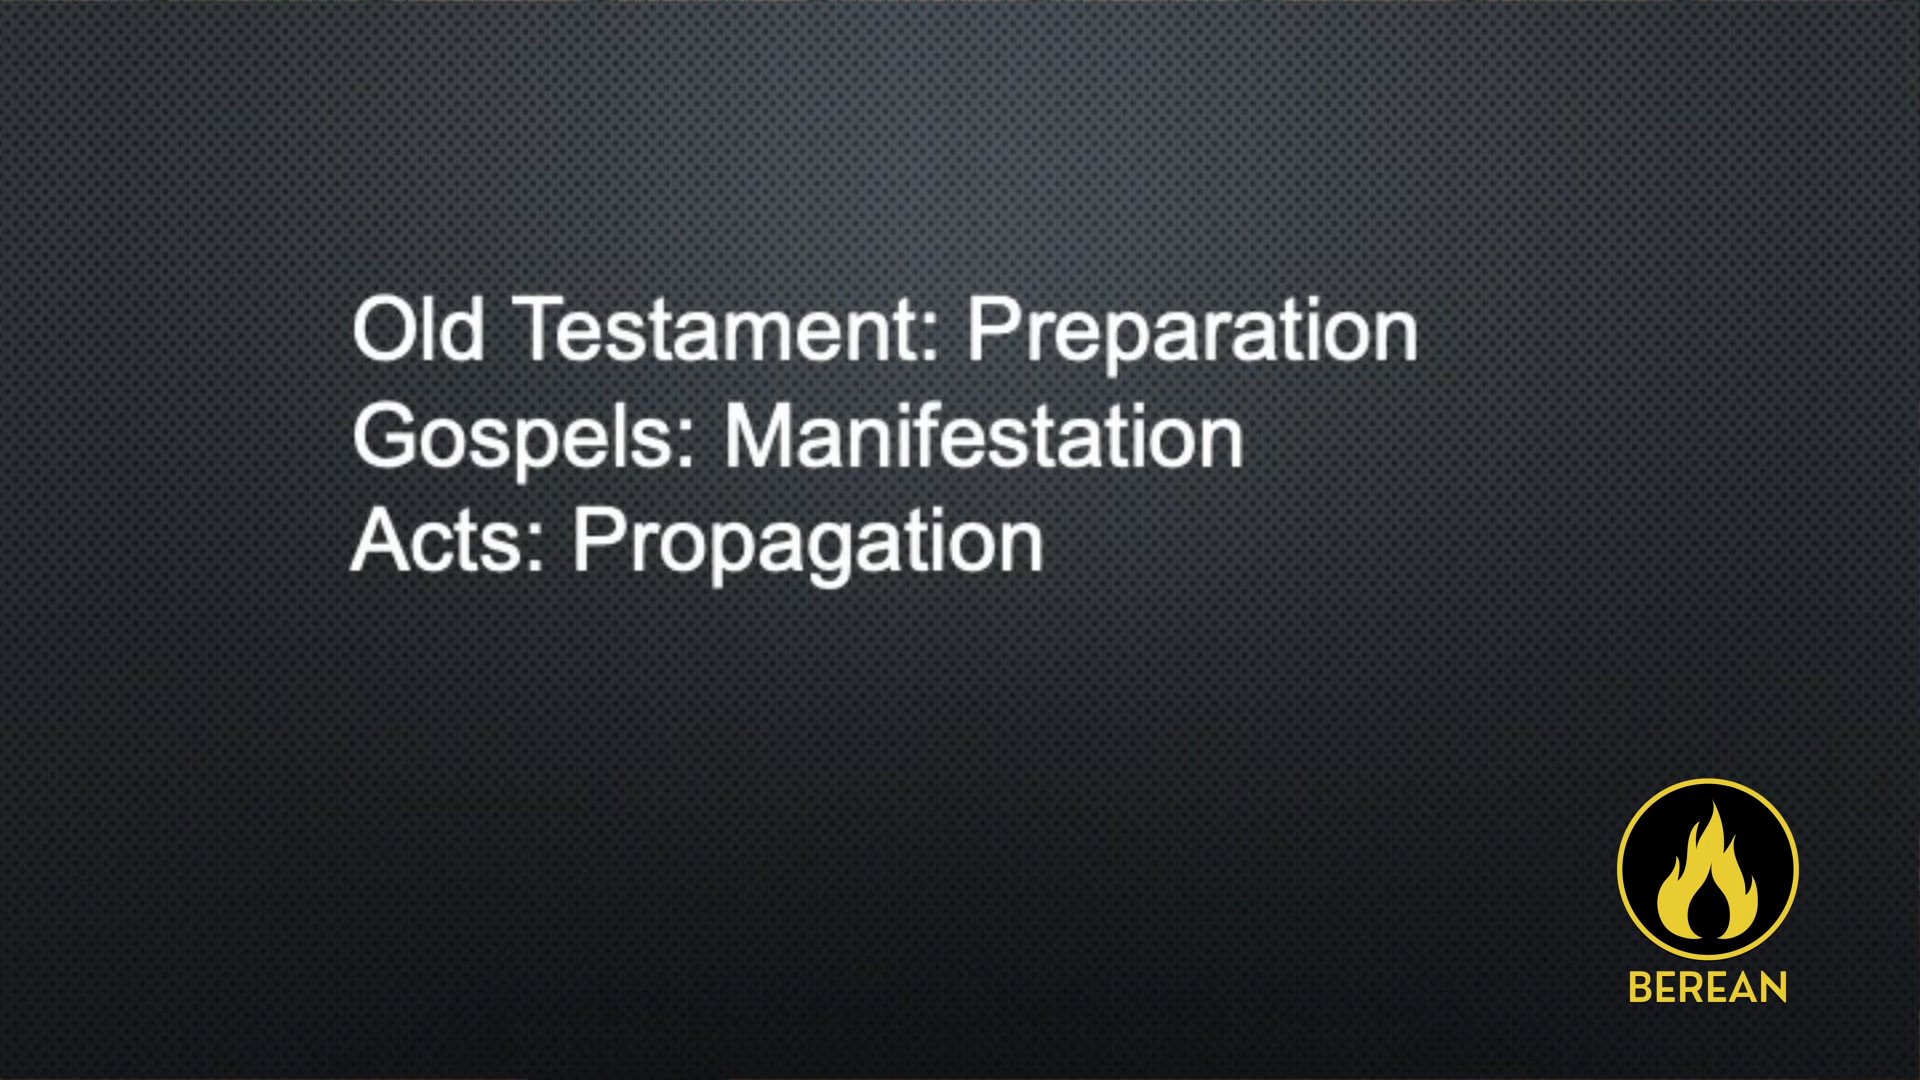 Old Testament: Preparation
Gospels: Manifestation
Acts: Propagation
BEREAN